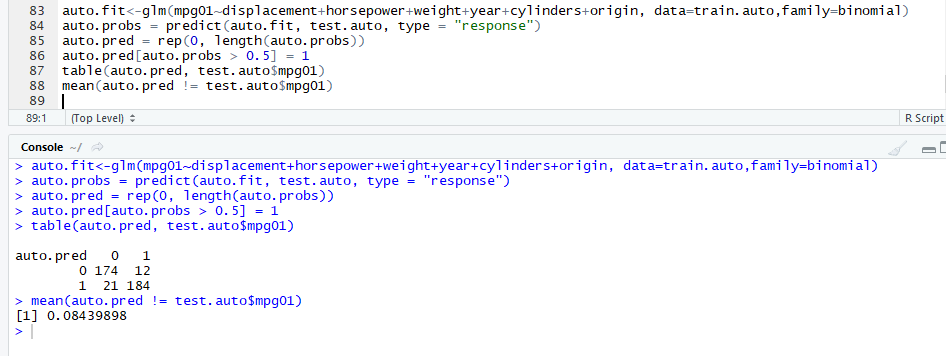 83 auto.fit<-glm(mpg01~displacement+horsepower+weight+year+cylinders+origin, data=train.auto,family=binomial)
84 auto.probs = predict(auto.fit, test.auto, type = "response")
85 auto.pred = rep(0, length(auto.probs))
86 auto.pred[auto.probs > 0.5] = 1
87 table(auto.pred, test.auto$mpg01)
88 mean(auto.pred != test.auto$mpg01)
89
89:1 (Top Level) R Script
Console ~/
> auto.fit<-glm(mpg01~displacement+horsepower+weight+year+cylinders+origin, data=train.auto,family=binomial)
> auto.probs = predict(auto.fit, test.auto, type = "response")
> auto.pred = rep(0, length(auto.probs))
> auto.pred[auto.probs > 0.5] = 1
> table(auto.pred, test.auto$mpg01)
auto.pred 0 1
0 174 12
1 21 184
> mean(auto.pred != test.auto$mpg01)
[1] 0.08439898
>